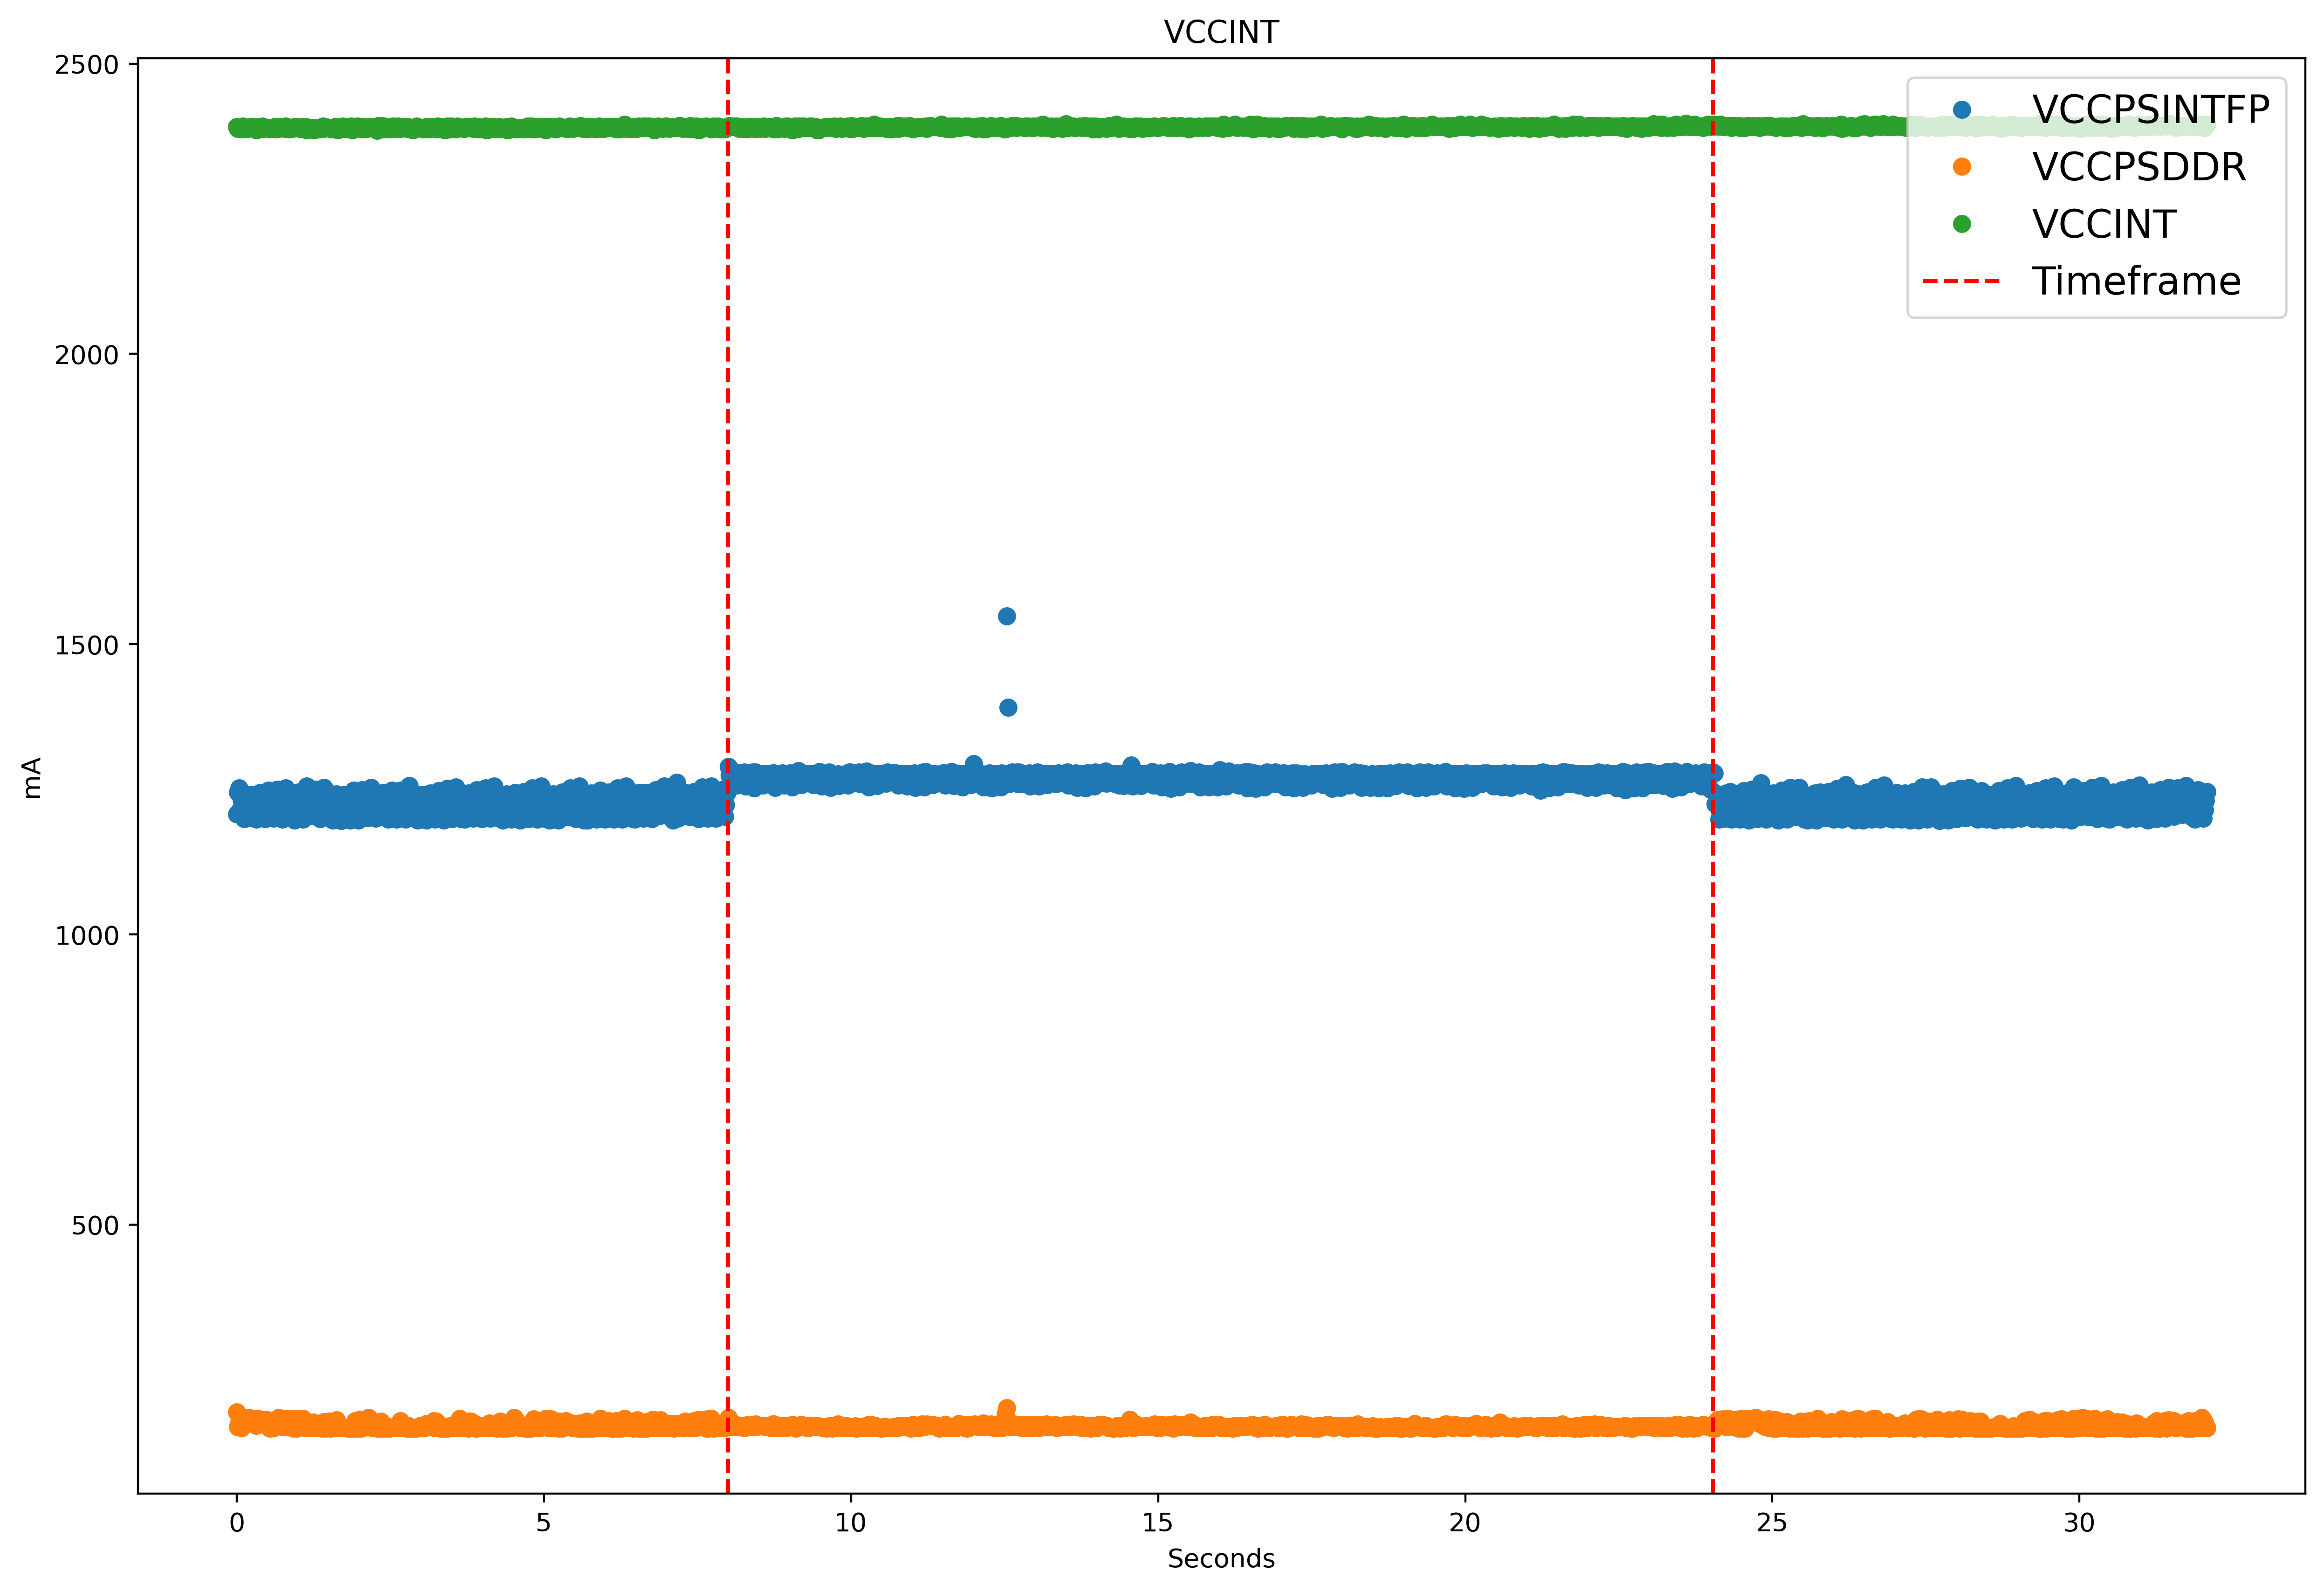 VCCINT
2500
2000
1500
1000
500
mA
VCCPSINTFP
VCCPSDDR
VCCINT
Timeframe
0 5 10 15 20 25 30
Seconds